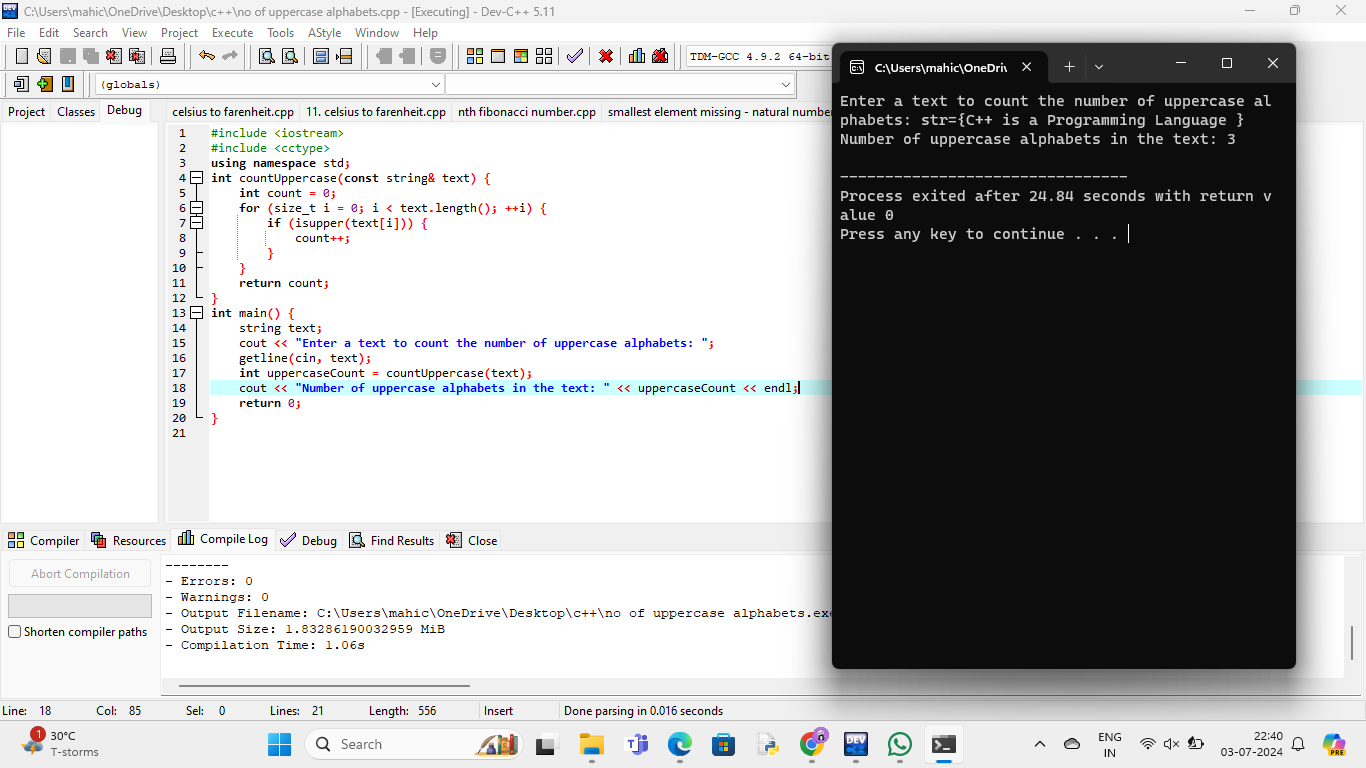 C:\Users\mahic\OneDrive\Desktop\c++\no of uppercase alphabets.cpp - [Executing] - Dev-C++ 5.11
File Edit Search View Project Execute Tools AStyle Window Help
TDM-GCC 4.9.2 64-bit
(globals)
Project Classes Debug
celsius to farenheit.cpp 11. celsius to farenheit.cpp nth fibonacci number.cpp smallest element missing - natural number
1 #include <iostream>
2 #include <cctype>
3 using namespace std;
4 int countUppercase(const string& text) {
5 int count = 0;
6 for (size_t i = 0; i < text.length(); ++i) {
7 if (isupper(text[i])) {
8 count++;
9 }
10 }
11 return count;
12 }
13 int main() {
14 string text;
15 cout << "Enter a text to count the number of uppercase alphabets: ";
16 getline(cin, text);
17 int uppercaseCount = countUppercase(text);
18 cout << "Number of uppercase alphabets in the text: " << uppercaseCount << endl;
19 return 0;
20 }
21
C:\Users\mahic\OneDri
Enter a text to count the number of uppercase al
phabets: str={C++ is a Programming Language }
Number of uppercase alphabets in the text: 3
--------------------------------
Process exited after 24.84 seconds with return v
alue 0
Press any key to continue . . .
Compiler Resources Compile Log Debug Find Results Close
Abort Compilation
Shorten compiler paths
--------
- Errors: 0
- Warnings: 0
- Output Filename: C:\Users\mahic\OneDrive\Desktop\c++\no of uppercase alphabets.exe
- Output Size: 1.83286190032959 MiB
- Compilation Time: 1.06s
Line: 18 Col: 85 Sel: 0 Lines: 21 Length: 556 Insert Done parsing in 0.016 seconds
1
30°C
T-storms
Search
DEV
ENG
IN
22:40
03-07-2024
PRE